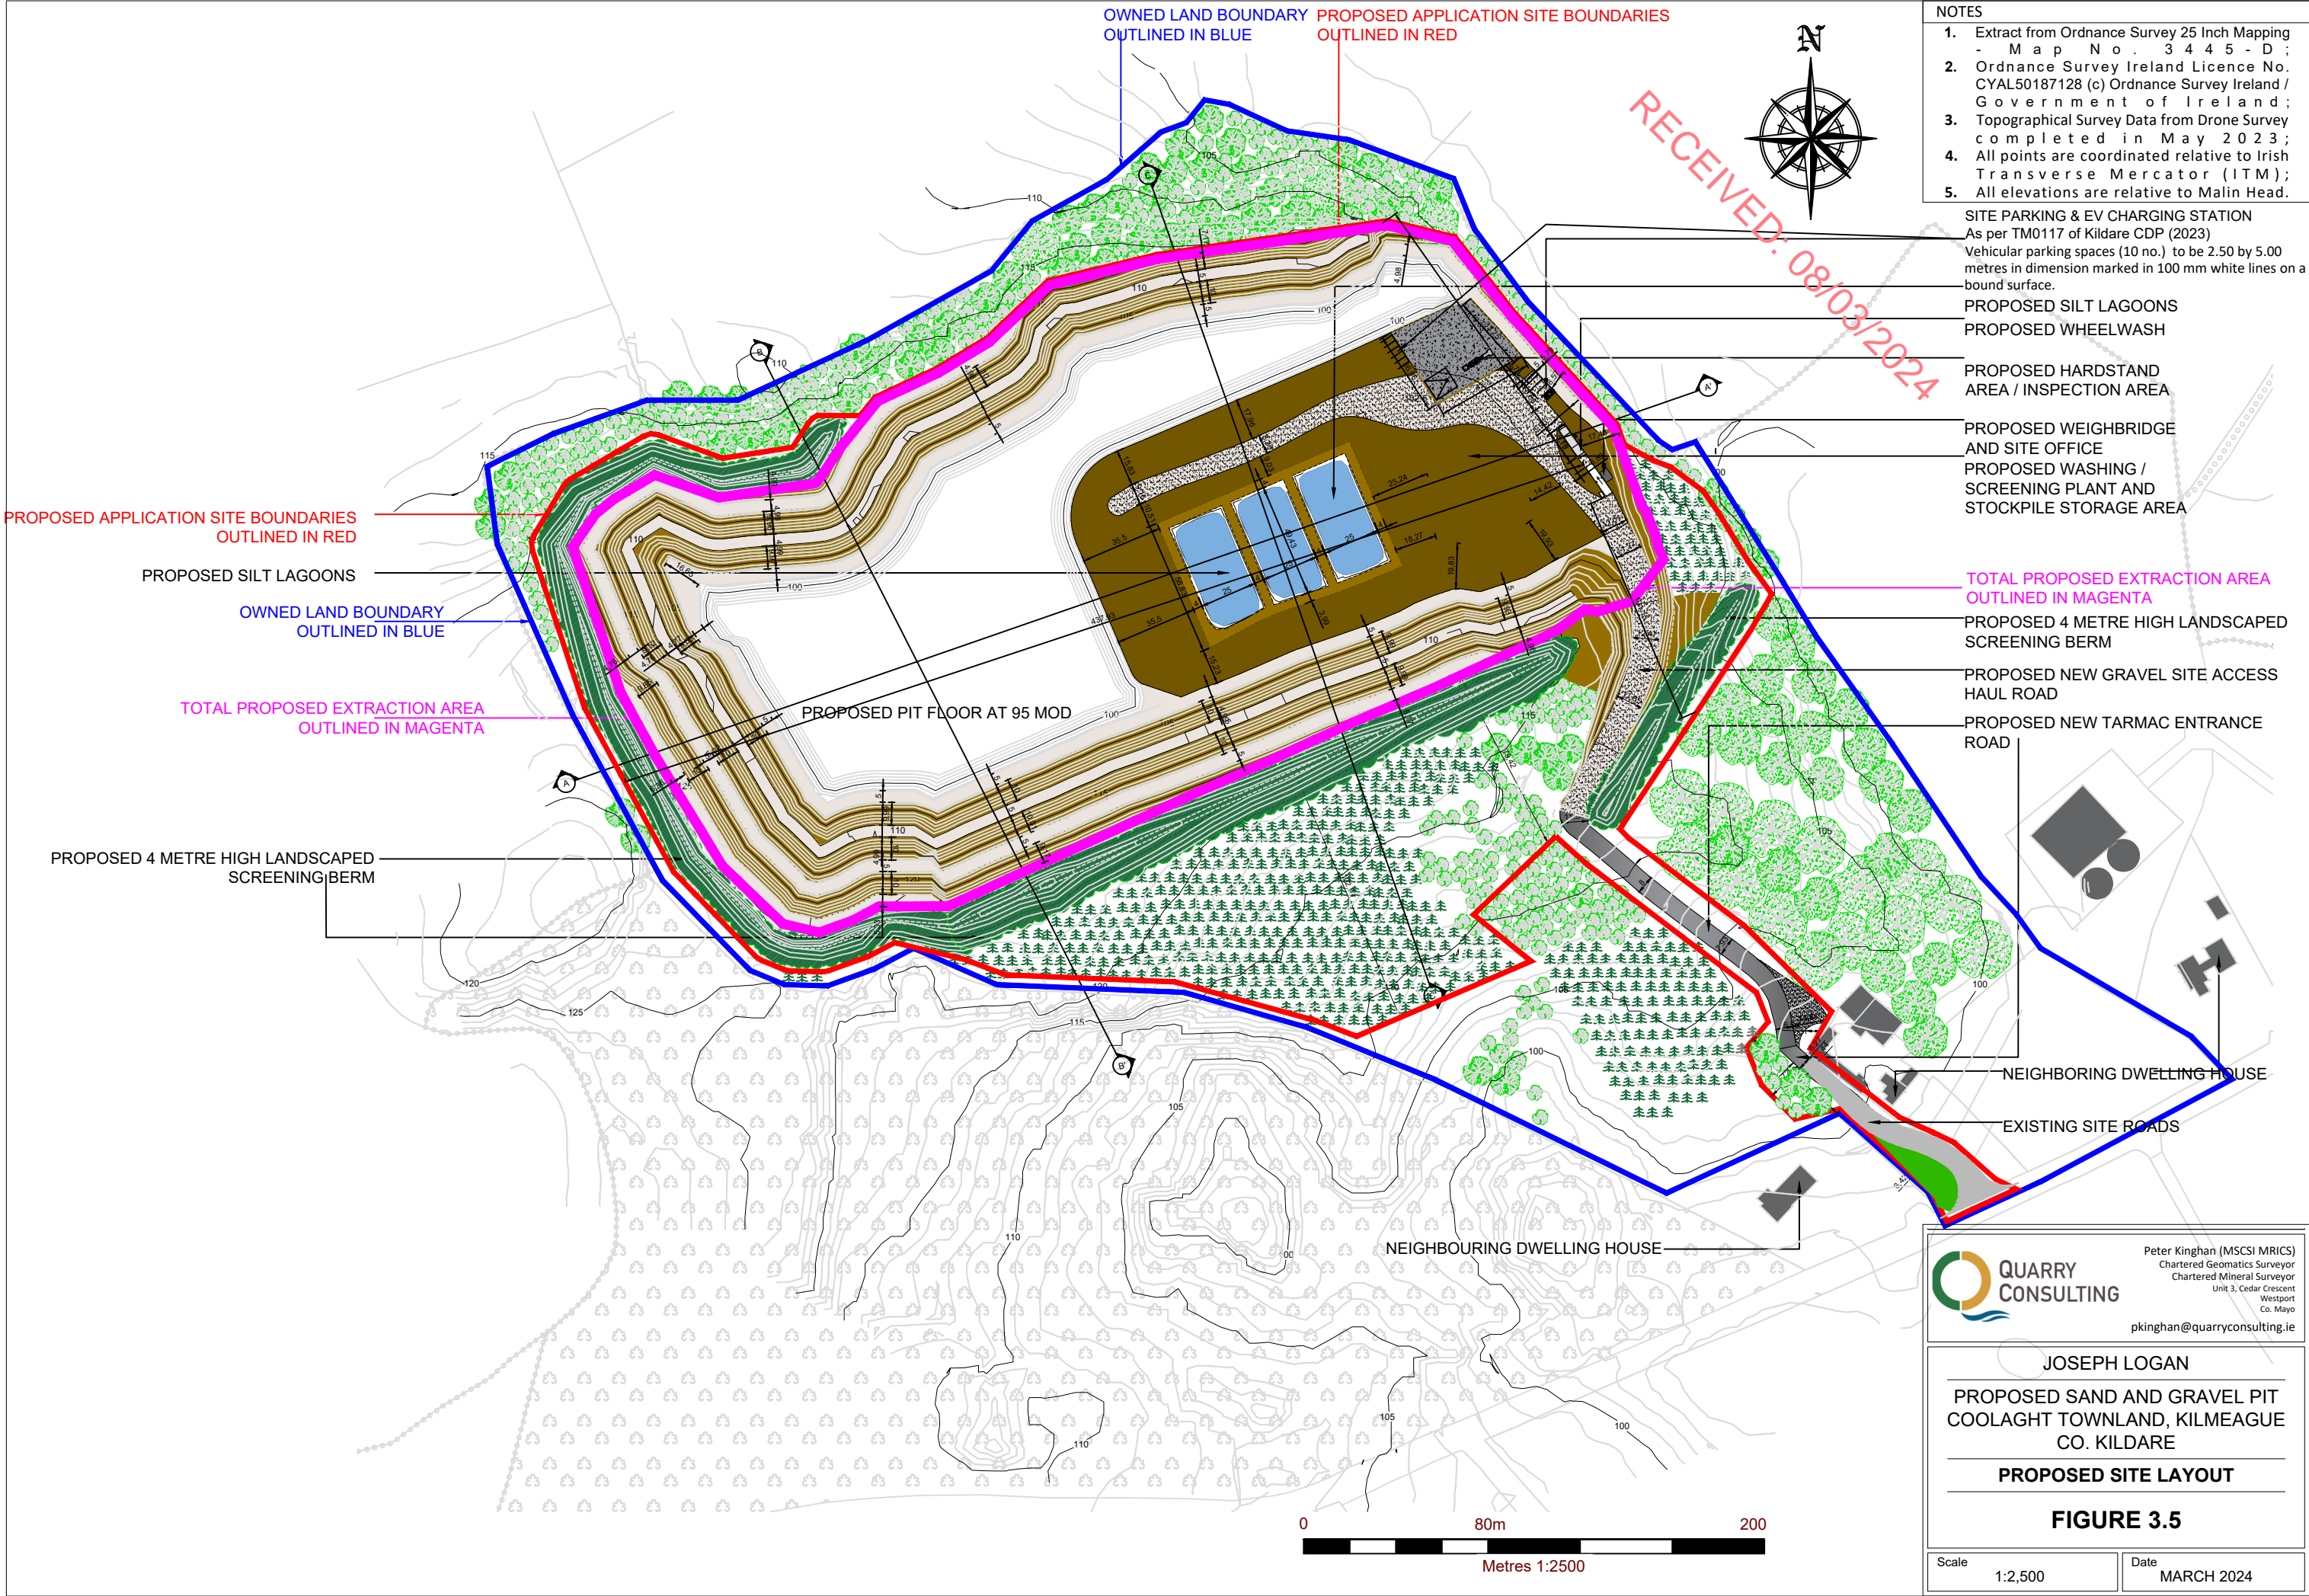 OWNED LAND BOUNDARY
OUTLINED IN BLUE
PROPOSED APPLICATION SITE BOUNDARIES
OUTLINED IN RED
N
NOTES
1. Extract from Ordnance Survey 25 Inch Mapping
- Map No. 3445-D;
2. Ordnance Survey Ireland Licence No.
CYAL50187128 (c) Ordnance Survey Ireland /
Government of Ireland;
3. Topographical Survey Data from Drone Survey
completed in May 2023;
4. All points are coordinated relative to Irish
Transverse Mercator (ITM);
5. All elevations are relative to Malin Head.
RECEIVED: 08/03/2024
SITE PARKING & EV CHARGING STATION
As per TM0117 of Kildare CDP (2023)
Vehicular parking spaces (10 no.) to be 2.50 by 5.00
metres in dimension marked in 100 mm white lines on a
bound surface.
PROPOSED SILT LAGOONS
PROPOSED WHEELWASH
PROPOSED HARDSTAND
AREA / INSPECTION AREA
PROPOSED WEIGHBRIDGE
AND SITE OFFICE
PROPOSED WASHING /
SCREENING PLANT AND
STOCKPILE STORAGE AREA
TOTAL PROPOSED EXTRACTION AREA
OUTLINED IN MAGENTA
PROPOSED 4 METRE HIGH LANDSCAPED
SCREENING BERM
PROPOSED NEW GRAVEL SITE ACCESS
HAUL ROAD
PROPOSED NEW TARMAC ENTRANCE
ROAD
PROPOSED APPLICATION SITE BOUNDARIES
OUTLINED IN RED
PROPOSED SILT LAGOONS
OWNED LAND BOUNDARY
OUTLINED IN BLUE
TOTAL PROPOSED EXTRACTION AREA
OUTLINED IN MAGENTA
PROPOSED 4 METRE HIGH LANDSCAPED
SCREENING BERM
PROPOSED PIT FLOOR AT 95 MOD
NEIGHBORING DWELLING HOUSE
EXISTING SITE ROADS
NEIGHBOURING DWELLING HOUSE
0 80m 200
Metres 1:2500
QUARRY
CONSULTING
Peter Kinghan (MSCSI MRICS)
Chartered Geomatics Surveyor
Chartered Mineral Surveyor
Unit 3, Cedar Crescent
Westport
Co. Mayo
pkinghan@quarryconsulting.ie
JOSEPH LOGAN
PROPOSED SAND AND GRAVEL PIT
COOLAGHT TOWNLAND, KILMEAGUE
CO. KILDARE
PROPOSED SITE LAYOUT
FIGURE 3.5
Scale
1:2,500
Date
MARCH 2024